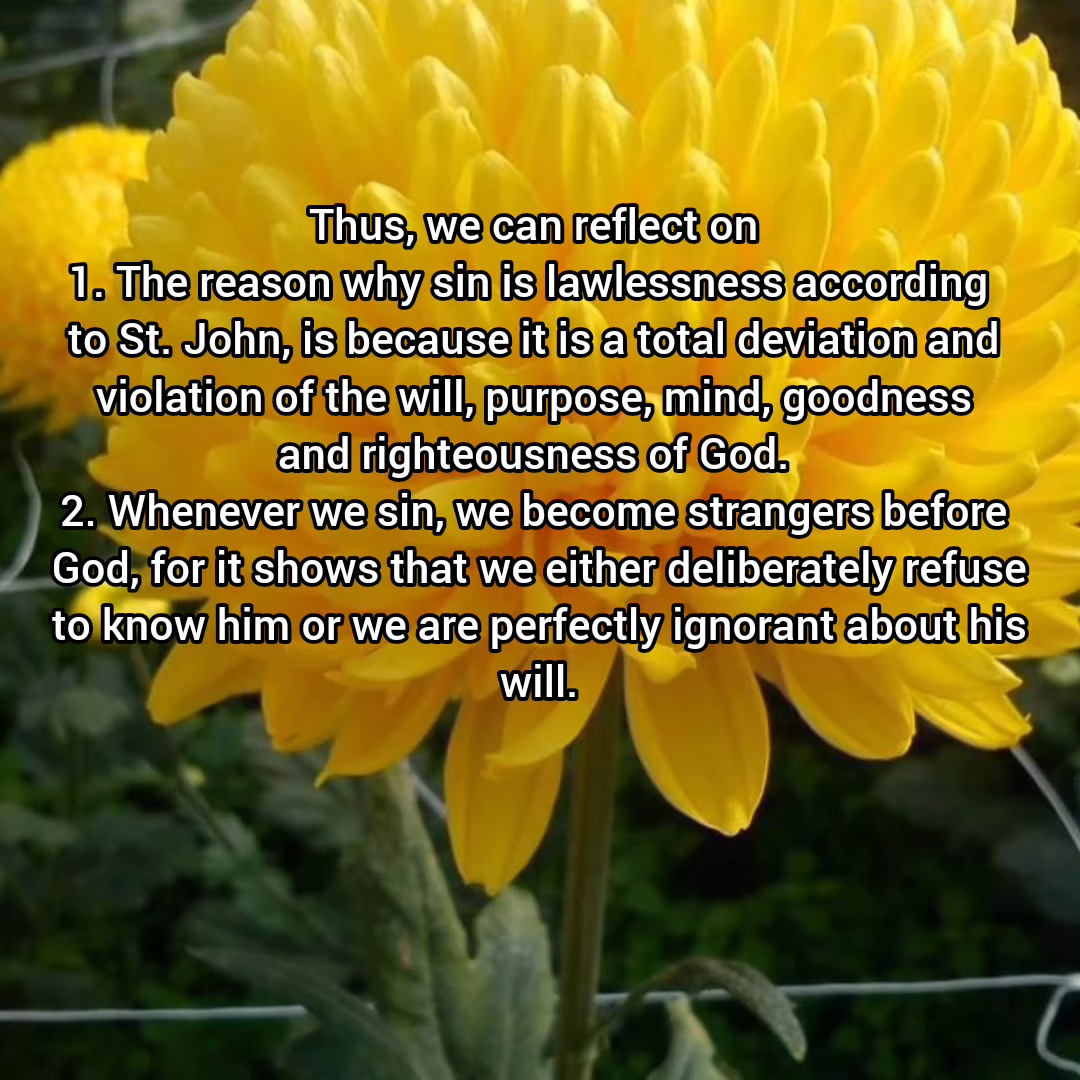 Thus, we can reflect on
1. The reason why sin is lawlessness according
to St. John, is because it is a total deviation and
violation of the will, purpose, mind, goodness
and righteousness of God.
2. Whenever we sin, we become strangers before
God, for it shows that we either deliberately refuse
to know him or we are perfectly ignorant about his
will.